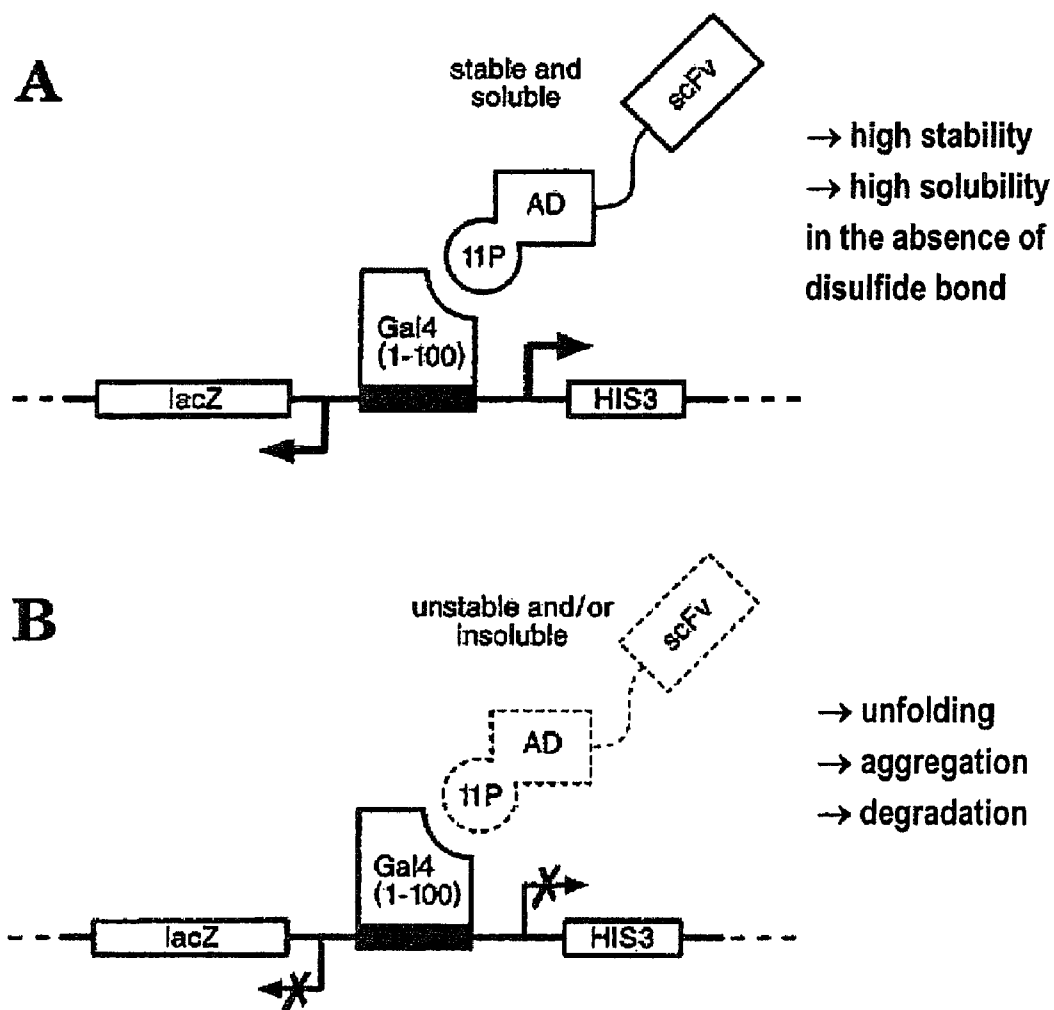 A
stable and
soluble
scFv
AD
11P
Gal4
(1-100)
lacZ
HIS3
→ high stability
→ high solubility
in the absence of
disulfide bond
B
unstable and/or
insoluble
scFv
AD
11P
Gal4
(1-100)
lacZ
HIS3
→ unfolding
→ aggregation
→ degradation